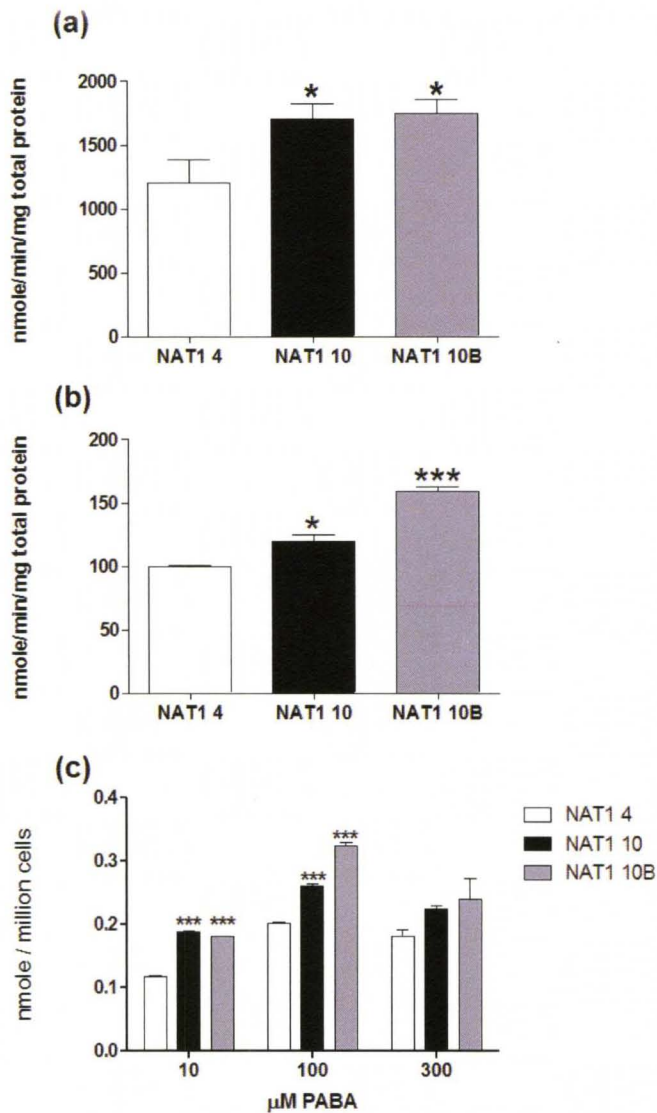 (a)
nmole/min/mg total protein
2000
1500
1000
500
0
*
*
NAT1 4
NAT1 10
NAT1 10B
(b)
nmole/min/mg total protein
200
150
100
50
0
*
***
NAT1 4
NAT1 10
NAT1 10B
(c)
nmole / million cells
0.4
0.3
0.2
0.1
0.0
*** ***
***
***
10
100
300
µM PABA
NAT1 4
NAT1 10
NAT1 10B